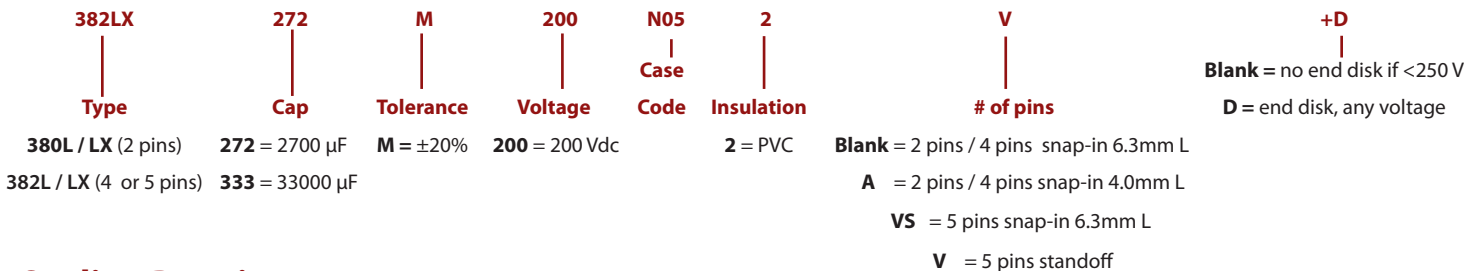 382LX 272 M 200 N05 2 V +D
Case Blank = no end disk if <250 V
Type Cap Tolerance Voltage Code Insulation # of pins D = end disk, any voltage
380L / LX (2 pins) 272 = 2700 µF M = ±20% 200 = 200 Vdc 2 = PVC Blank = 2 pins / 4 pins snap-in 6.3mm L
382L / LX (4 or 5 pins) 333 = 33000 µF A = 2 pins / 4 pins snap-in 4.0mm L
VS = 5 pins snap-in 6.3mm L
V = 5 pins standoff